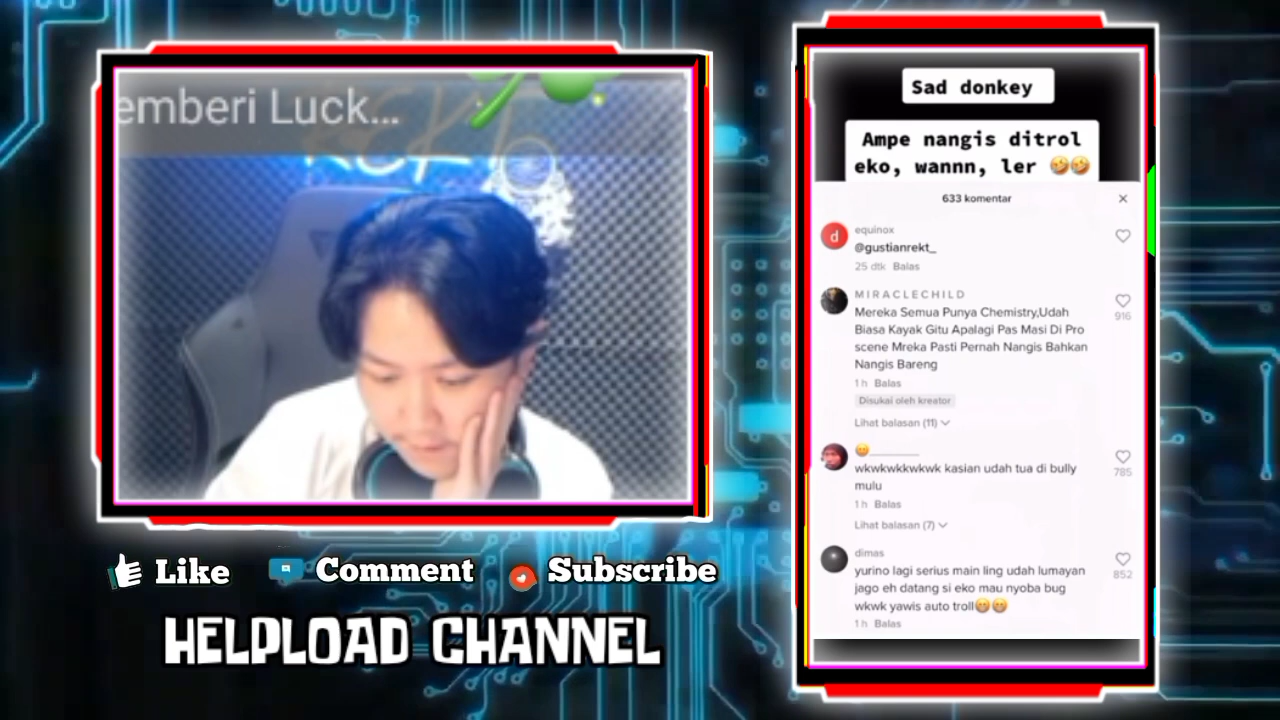 emberi Luck...
Like
Comment
Subscribe
HELPLOAD CHANNEL
Sad donkey
Ampe nangis ditrol
eko, wannn, ler 🤣🤣
633 komentar
d
equinox
@gustianrekt_
25 dtk Balas
MIRACLECHILD
Mereka Semua Punya Chemistry,Udah
Biasa Kayak Gitu Apalagi Pas Masi Di Pro
scene Mreka Pasti Pernah Nangis Bahkan
Nangis Bareng
916
1 h Balas
Disukai oleh kreator
Lihat balasan (11)
😊_________
wkwkwkkwkwk kasian udah tua di bully
mulu
785
1 h Balas
Lihat balasan (7)
dimas
yurino lagi serius main ling udah lumayan
jago eh datang si eko mau nyoba bug
wkwk yawis auto troll😁😁
852
1 h Balas